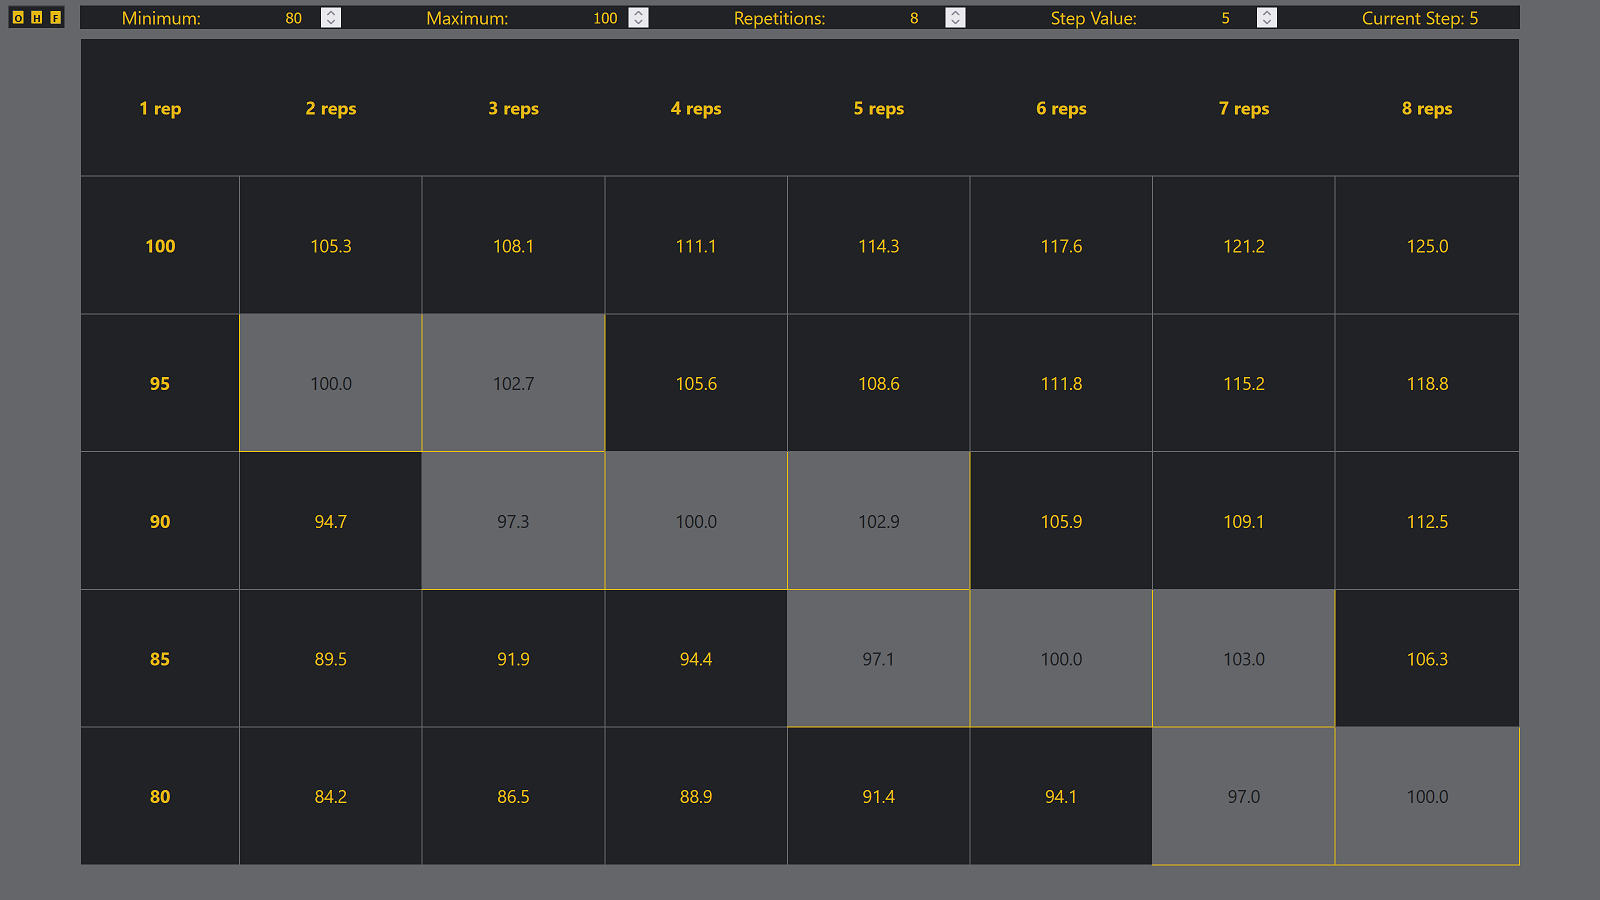 O H F Minimum: 80 Maximum: 100 Repetitions: 8 Step Value: 5 Current Step: 5
1 rep 2 reps 3 reps 4 reps 5 reps 6 reps 7 reps 8 reps
100 105.3 108.1 111.1 114.3 117.6 121.2 125.0
95 100.0 102.7 105.6 108.6 111.8 115.2 118.8
90 94.7 97.3 100.0 102.9 105.9 109.1 112.5
85 89.5 91.9 94.4 97.1 100.0 103.0 106.3
80 84.2 86.5 88.9 91.4 94.1 97.0 100.0